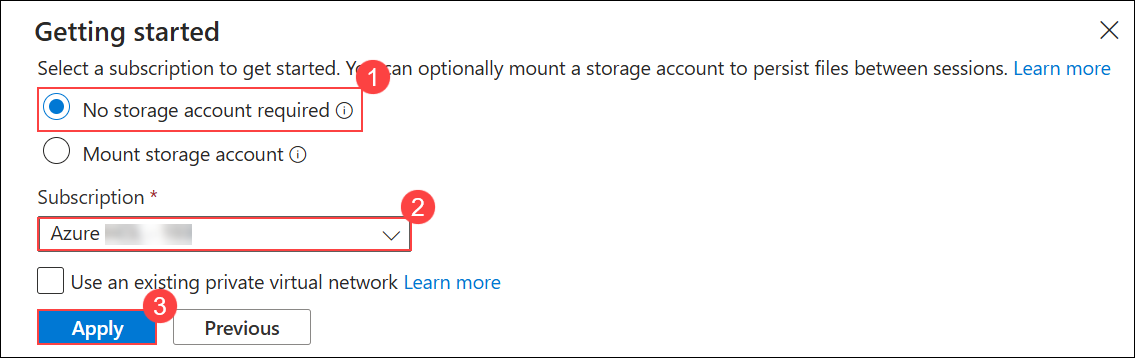 Getting started
Select a subscription to get started. You can optionally mount a storage account to persist files between sessions. Learn more
1
No storage account required
Mount storage account
Subscription *
2
Azure
Use an existing private virtual network Learn more
3
Apply
Previous